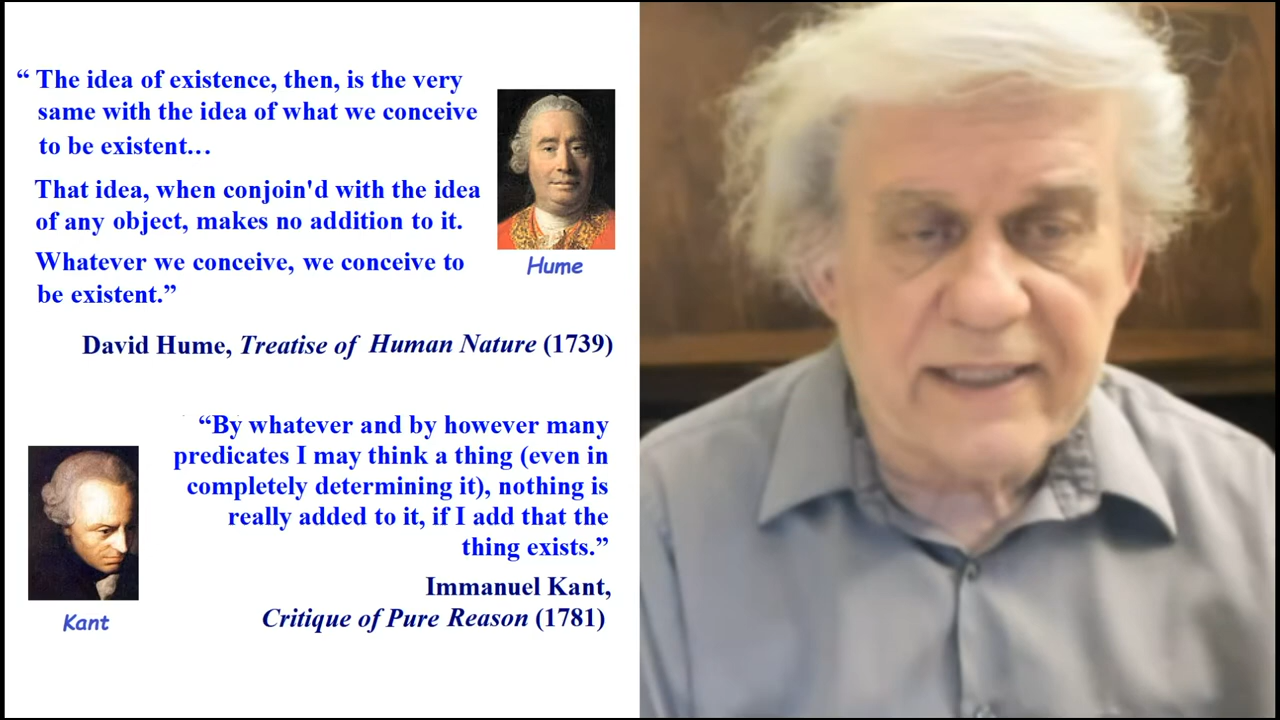 “ The idea of existence, then, is the very
same with the idea of what we conceive
to be existent…
That idea, when conjoin'd with the idea
of any object, makes no addition to it.
Whatever we conceive, we conceive to
be existent.”
Hume
David Hume, Treatise of Human Nature (1739)
“By whatever and by however many
predicates I may think a thing (even in
completely determining it), nothing is
really added to it, if I add that the
thing exists.”
Immanuel Kant,
Critique of Pure Reason (1781)
Kant